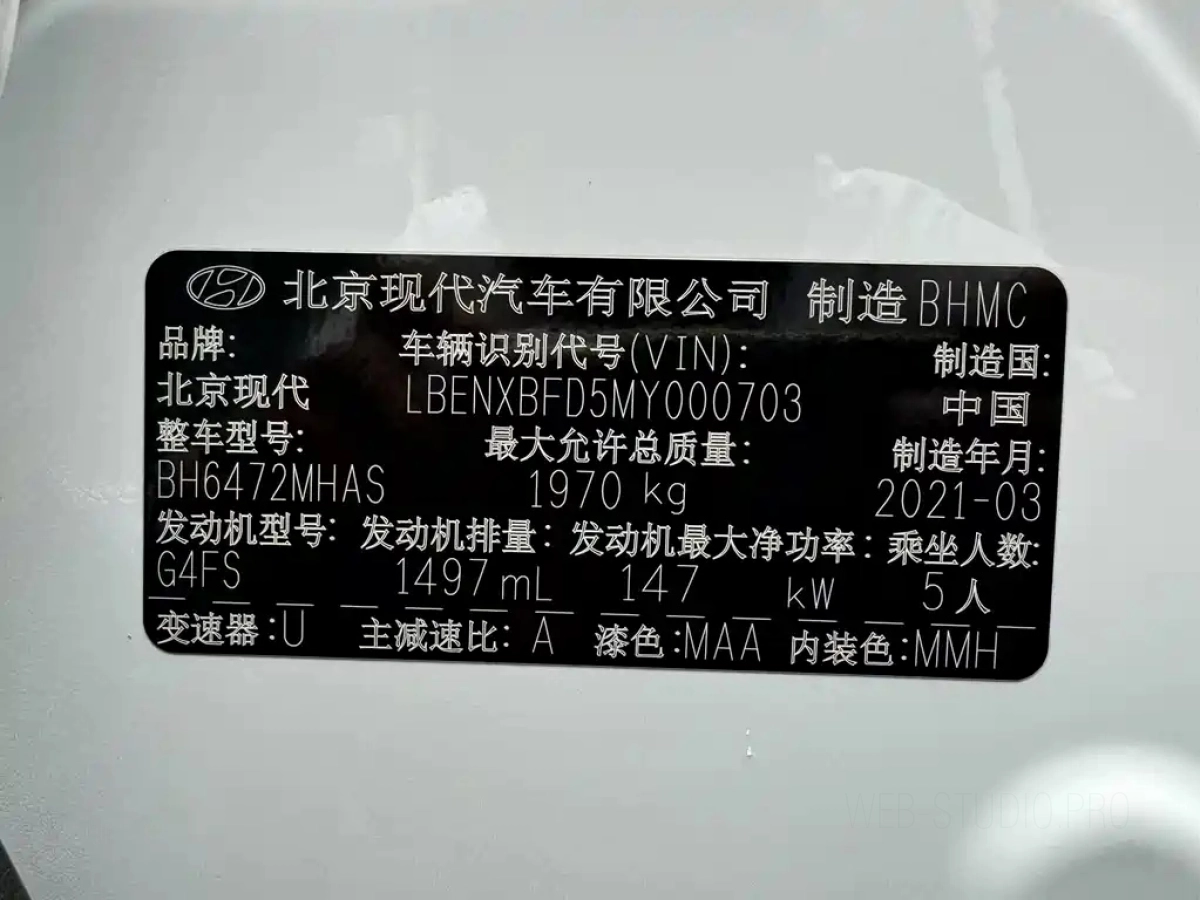 北京现代汽车有限公司 制造 BHMC
品牌: 车辆识别代号(VIN): 制造国:
北京现代 LBENXBFD5MY000703 中国
整车型号: 最大允许总质量: 制造年月:
BH6472MHAS 1970 kg 2021-03
发动机型号: 发动机排量: 发动机最大净功率: 乘坐人数:
G4FS 1497 mL 147 kW 5人
变速器:U 主减速比: A 漆色:MAA 内装色:MMH
WEB-STUDIO.PRO